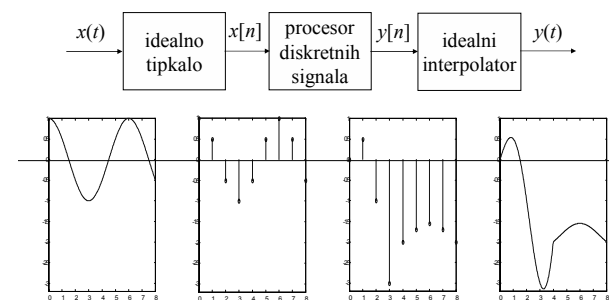 x(t) x[n] y[n] y(t)
idealno tipkalo
procesor diskretnih signala
idealni interpolator
0 1 2 3 4 5 6 7 8
0 1 2 3 4 5 6 7 8
0 1 2 3 4 5 6 7 8
0 1 2 3 4 5 6 7 8